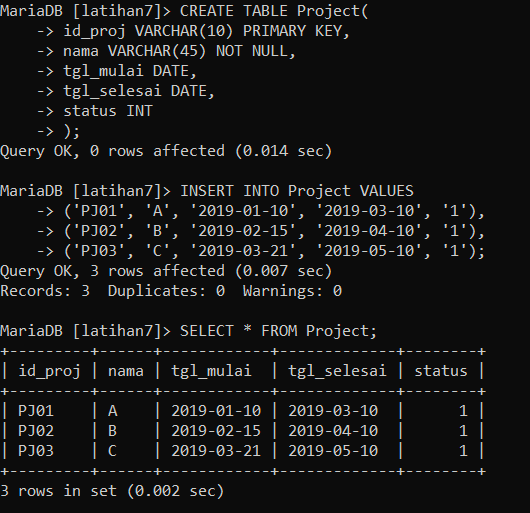 MariaDB [latihan7]> CREATE TABLE Project(
    -> id_proj VARCHAR(10) PRIMARY KEY,
    -> nama VARCHAR(45) NOT NULL,
    -> tgl_mulai DATE,
    -> tgl_selesai DATE,
    -> status INT
    -> );
Query OK, 0 rows affected (0.014 sec)

MariaDB [latihan7]> INSERT INTO Project VALUES
    -> ('PJ01', 'A', '2019-01-10', '2019-03-10', '1'),
    -> ('PJ02', 'B', '2019-02-15', '2019-04-10', '1'),
    -> ('PJ03', 'C', '2019-03-21', '2019-05-10', '1');
Query OK, 3 rows affected (0.007 sec)
Records: 3  Duplicates: 0  Warnings: 0

MariaDB [latihan7]> SELECT * FROM Project;
+---------+------+------------+-------------+--------+
| id_proj | nama | tgl_mulai  | tgl_selesai | status |
+---------+------+------------+-------------+--------+
| PJ01    | A    | 2019-01-10 | 2019-03-10  |      1 |
| PJ02    | B    | 2019-02-15 | 2019-04-10  |      1 |
| PJ03    | C    | 2019-03-21 | 2019-05-10  |      1 |
+---------+------+------------+-------------+--------+
3 rows in set (0.002 sec)